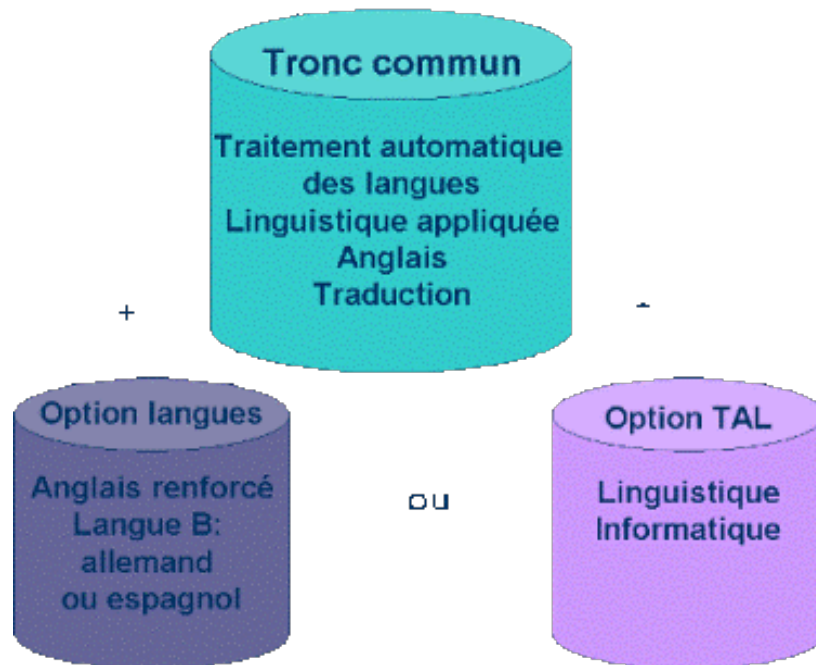 Tronc commun
Traitement automatique
des langues
Linguistique appliquée
Anglais
Traduction
+
Option langues
Anglais renforcé
Langue B:
allemand
ou espagnol
ou
Option TAL
Linguistique
Informatique